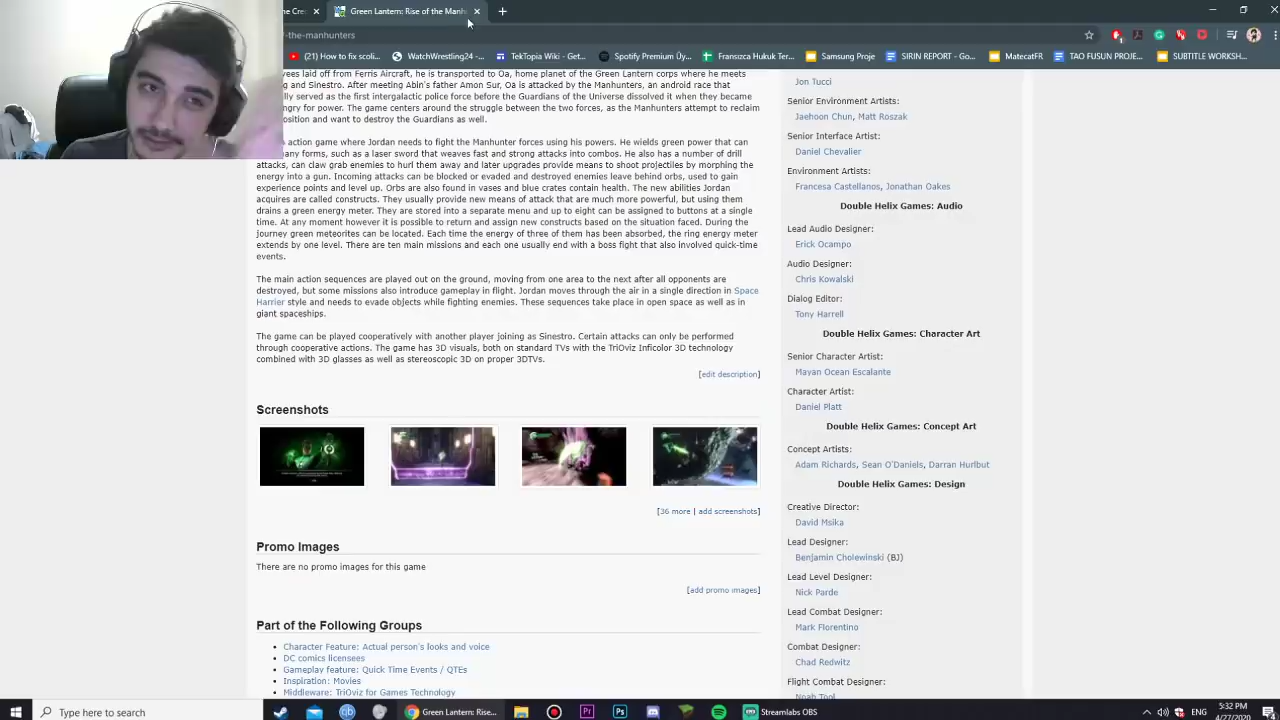 ne Cre
Green Lantern: Rise of the Manh
-the-manhunters
(21) How to fix scolii...
WatchWrestling24 -...
TekTopia Wiki - Get...
Spotify Premium Üy...
Fransızca Hukuk Ter...
Samsung Proje
SIRIN REPORT - Go...
MatecatFR
TAO FUSUN PROJE...
SUBTITLE WORKSH...
yees laid off from Ferris Aircraft, he is transported to Oa, home planet of the Green Lantern corps where he meets
g and Sinestro. After meeting Abin's father Amon Sur, Oa is attacked by the Manhunters, an android race that
lly served as the first intergalactic police force before the Guardians of the Universe dissolved it when they became
ngry for power. The game centers around the struggle between the two forces, as the Manhunters attempt to reclaim
osition and want to destroy the Guardians as well.
action game where Jordan needs to fight the Manhunter forces using his powers. He wields green power that can
any forms, such as a laser sword that weaves fast and strong attacks into combos. He also has a number of drill
attacks, can claw grab enemies to hurl them away and later upgrades provide means to shoot projectiles by morphing the
energy into a gun. Incoming attacks can be blocked or evaded and destroyed enemies leave behind orbs, used to gain
experience points and level up. Orbs are also found in vases and blue crates contain health. The new abilities Jordan
acquires are called constructs. They usually provide new means of attack that are much more powerful, but using them
drains a green energy meter. They are stored into a separate menu and up to eight can be assigned to buttons at a single
time. At any moment however it is possible to return and assign new constructs based on the situation faced. During the
journey green meteorites can be located. Each time the energy of three of them has been absorbed, the ring energy meter
extends by one level. There are ten main missions and each one usually end with a boss fight that also involved quick-time
events.
The main action sequences are played out on the ground, moving from one area to the next after all opponents are
destroyed, but some missions also introduce gameplay in flight. Jordan moves through the air in a single direction in Space
Harrier style and needs to evade objects while fighting enemies. These sequences take place in open space as well as in
giant spaceships.
The game can be played cooperatively with another player joining as Sinestro. Certain attacks can only be performed
through cooperative actions. The game has 3D visuals, both on standard TVs with the TriOviz Inficolor 3D technology
combined with 3D glasses as well as stereoscopic 3D on proper 3DTVs.
[edit description]
Screenshots
[36 more | add screenshots]
Promo Images
There are no promo images for this game
[add promo images]
Part of the Following Groups
Character Feature: Actual person's looks and voice
DC comics licensees
Gameplay feature: Quick Time Events / QTEs
Inspiration: Movies
Middleware: TriOviz for Games Technology
Jon Tucci
Senior Environment Artists:
Jaehoon Chun, Matt Roszak
Senior Interface Artist:
Daniel Chevalier
Environment Artists:
Francesa Castellanos, Jonathan Oakes
Double Helix Games: Audio
Lead Audio Designer:
Erick Ocampo
Audio Designer:
Chris Kowalski
Dialog Editor:
Tony Harrell
Double Helix Games: Character Art
Senior Character Artist:
Mayan Ocean Escalante
Character Artist:
Daniel Platt
Double Helix Games: Concept Art
Concept Artists:
Adam Richards, Sean O'Daniels, Darran Hurlbut
Double Helix Games: Design
Creative Director:
David Msika
Lead Designer:
Benjamin Cholewinski (BJ)
Lead Level Designer:
Nick Parde
Lead Combat Designer:
Mark Florentino
Combat Designer:
Chad Redwitz
Flight Combat Designer:
Noah Tool
Type here to search
Green Lantern: Rise...
Streamlabs OBS
ENG
5:32 PM
4/27/2020